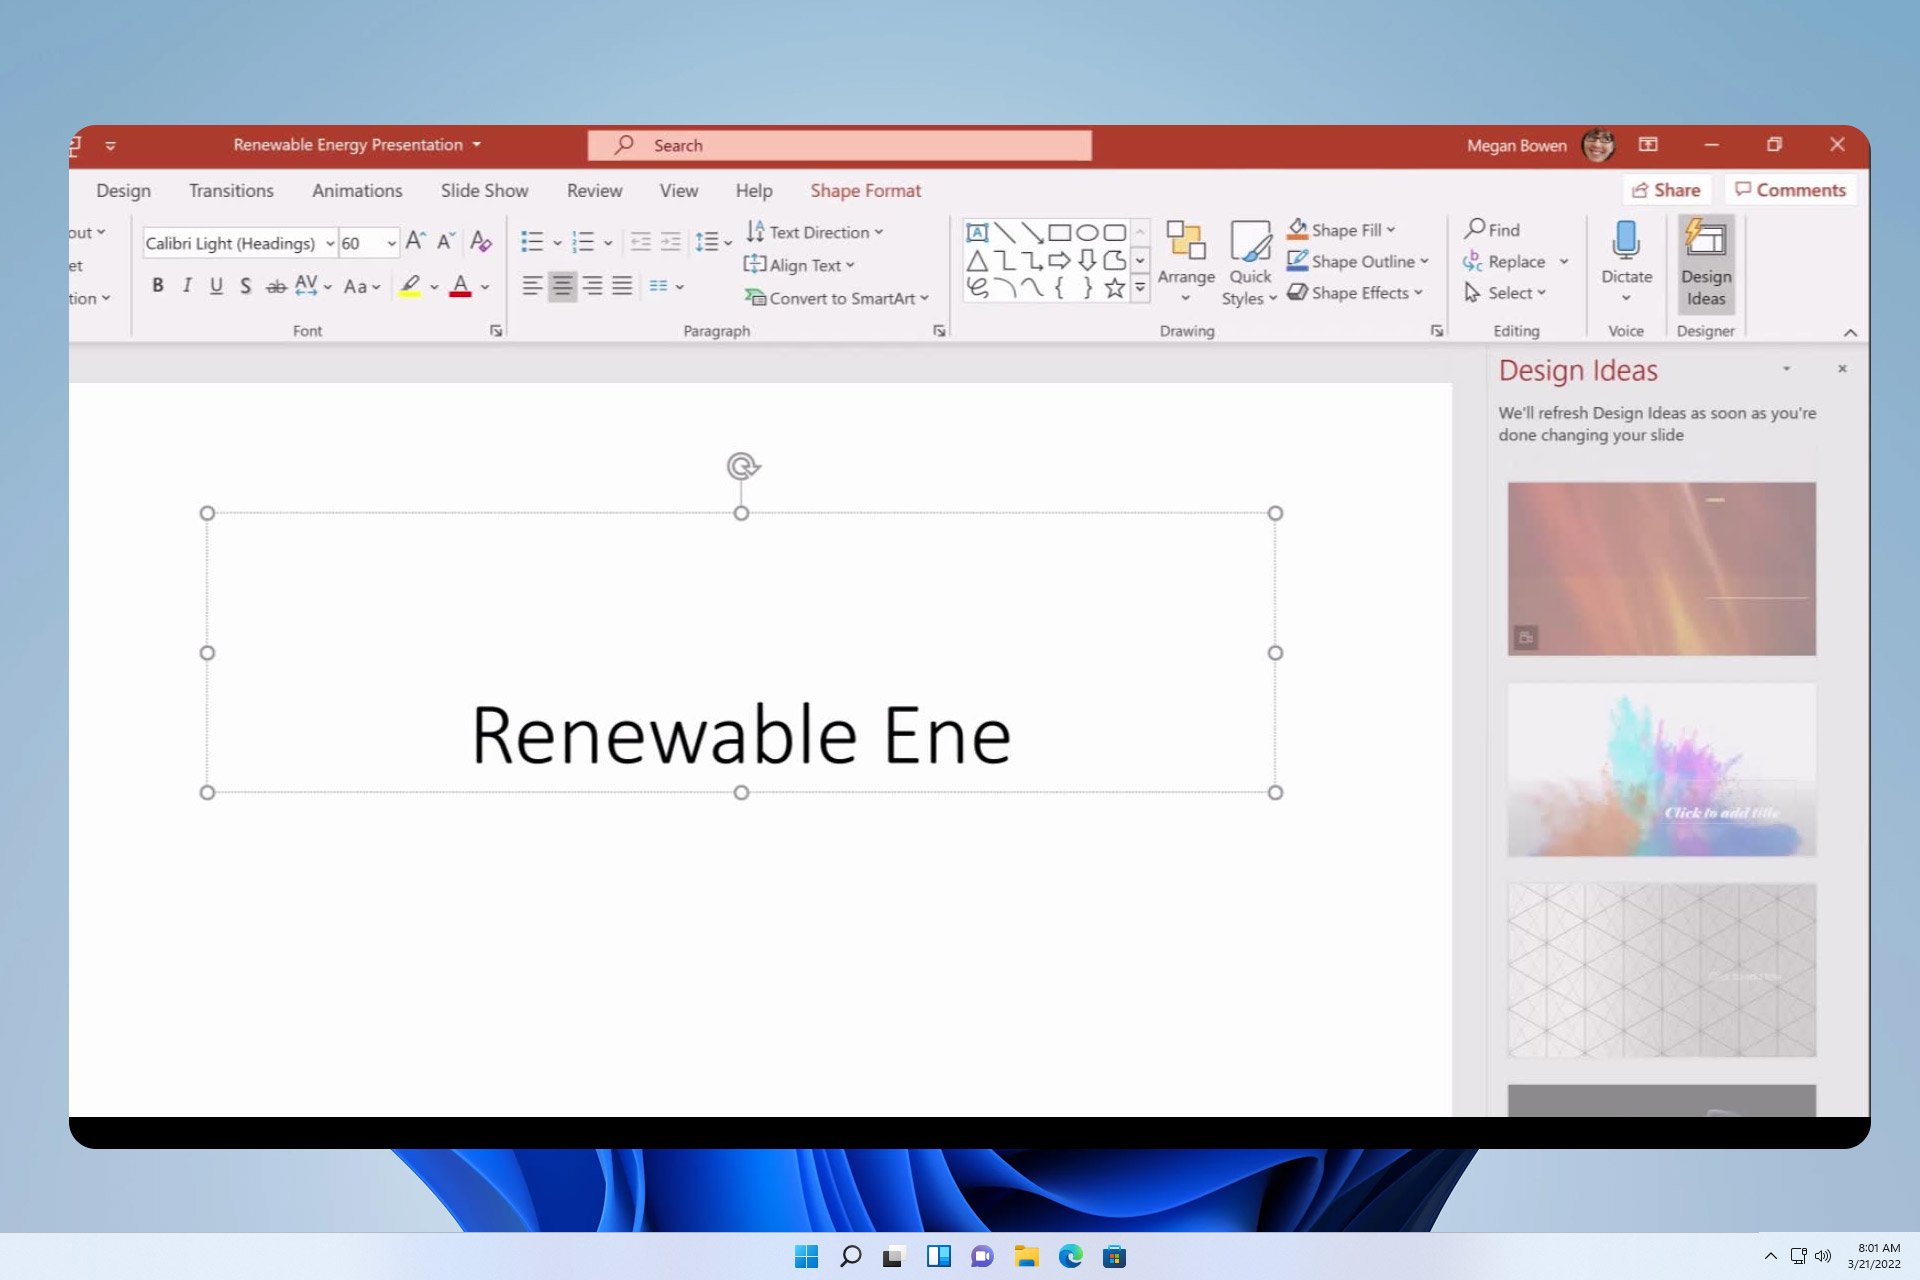 Renewable Energy Presentation
Search
Megan Bowen
Design Transitions Animations Slide Show Review View Help Shape Format
Share Comments
out
et
tion
Calibri Light (Headings) 60
B I U S ab AV Aa A
Font
Text Direction
Align Text
Convert to SmartArt
Paragraph
Arrange
Quick
Styles
Shape Fill
Shape Outline
Shape Effects
Drawing
Find
Replace
Select
Editing
Dictate
Voice
Design
Ideas
Designer
Design Ideas
We'll refresh Design Ideas as soon as you're
done changing your slide
Renewable Ene
Click to add title
8:01 AM
3/21/2022